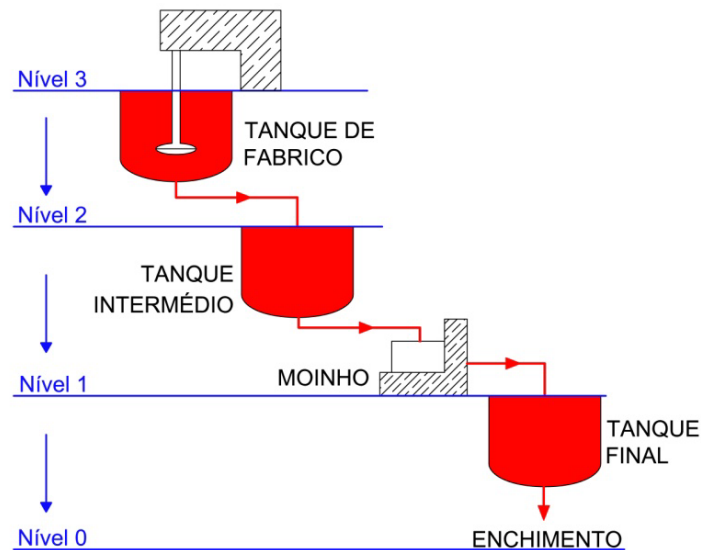 Nível 3
TANQUE DE
FABRICO
Nível 2
TANQUE
INTERMÉDIO
MOINHO
Nível 1
TANQUE
FINAL
Nível 0
ENCHIMENTO